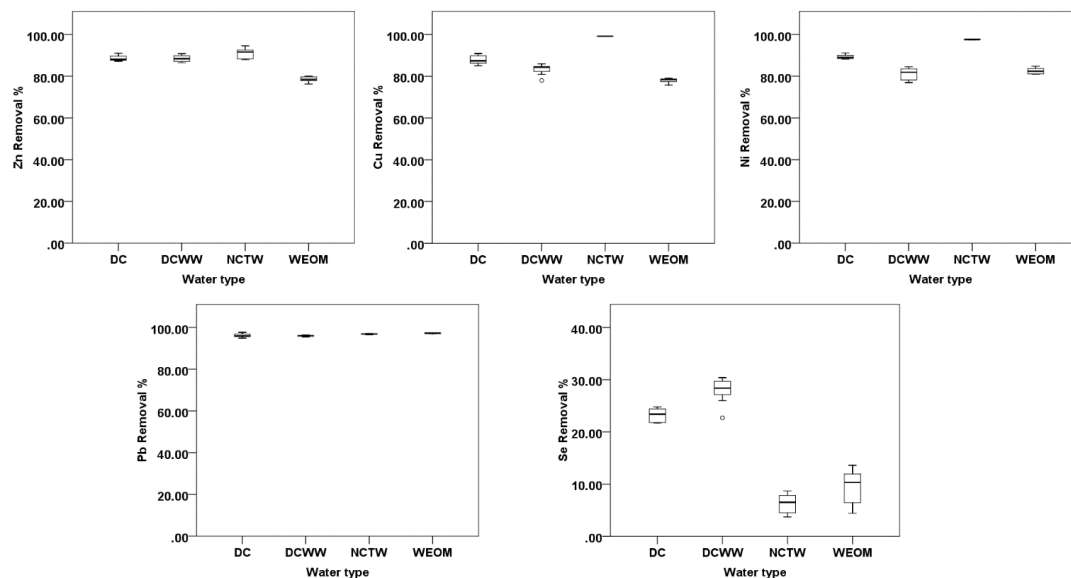 Zn Removal %
100.00
80.00
60.00
40.00
20.00
.00
DC DCWW NCTW WEOM
Water type
Cu Removal %
100.00
80.00
60.00
40.00
20.00
.00
DC DCWW NCTW WEOM
Water type
Ni Removal %
100.00
80.00
60.00
40.00
20.00
.00
DC DCWW NCTW WEOM
Water type
Pb Removal %
100.00
80.00
60.00
40.00
20.00
.00
DC DCWW NCTW WEOM
Water type
Se Removal %
40.00
30.00
20.00
10.00
.00
DC DCWW NCTW WEOM
Water type